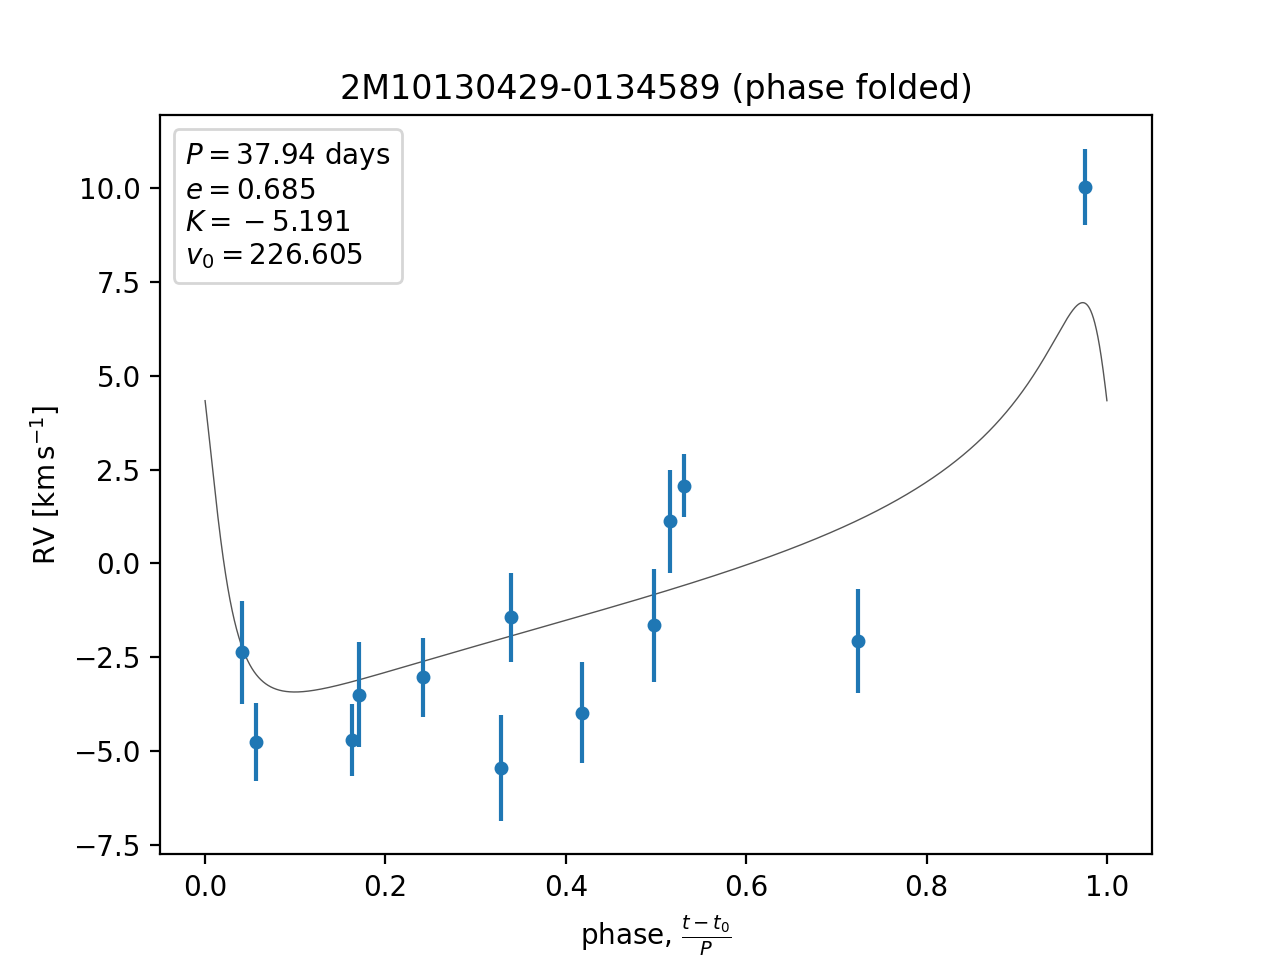 2M10130429-0134589 (phase folded)
P = 37.94 days
e = 0.685
K = −5.191
v₀ = 226.605
10.0
7.5
5.0
2.5
0.0
−2.5
−5.0
−7.5
RV [km s⁻¹]
0.0 0.2 0.4 0.6 0.8 1.0
phase, (t − t₀)/P